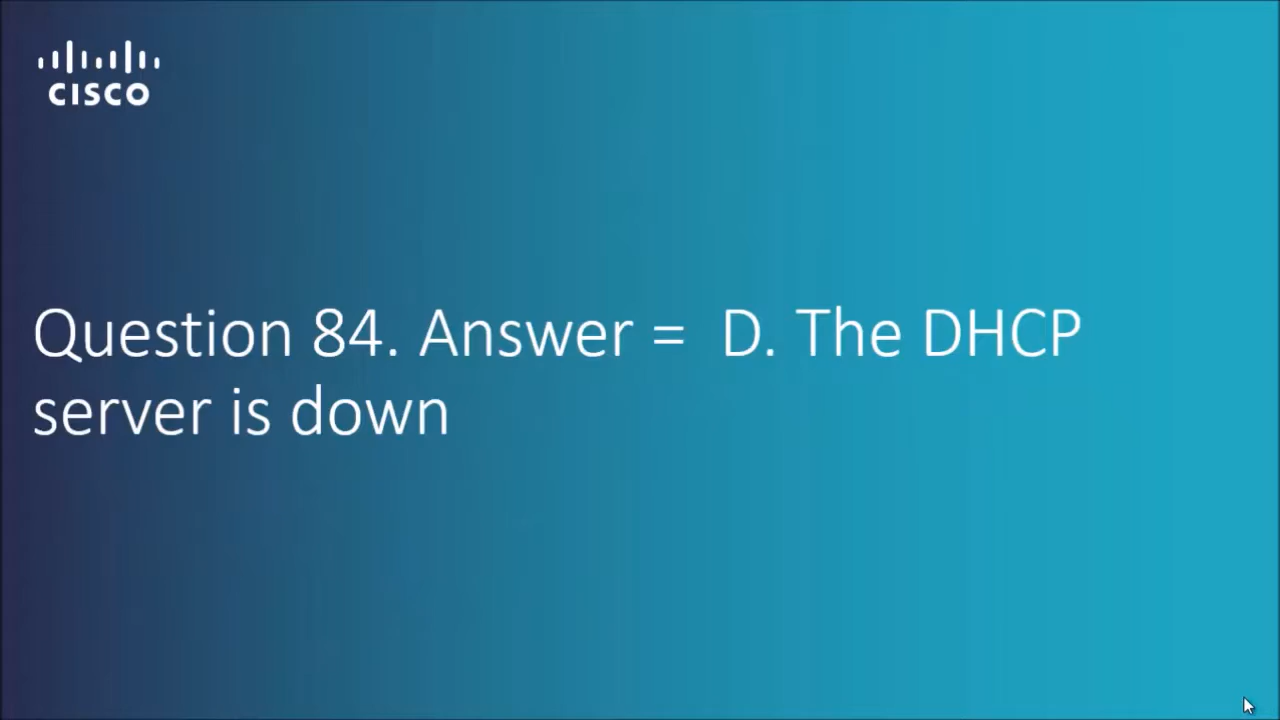 CISCO
Question 84. Answer =  D. The DHCP
server is down